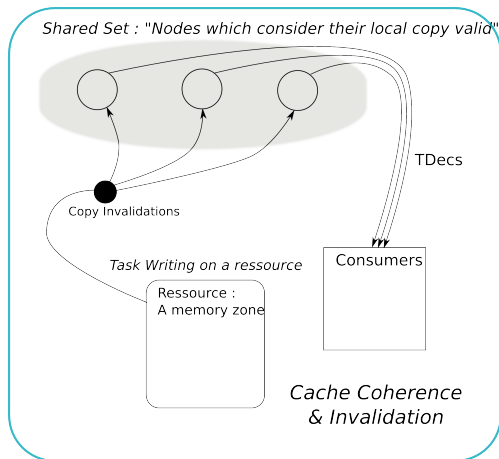 Shared Set : "Nodes which consider their local copy valid"
TDecs
Copy Invalidations
Task Writing on a ressource
Consumers
Ressource :
A memory zone
Cache Coherence
& Invalidation